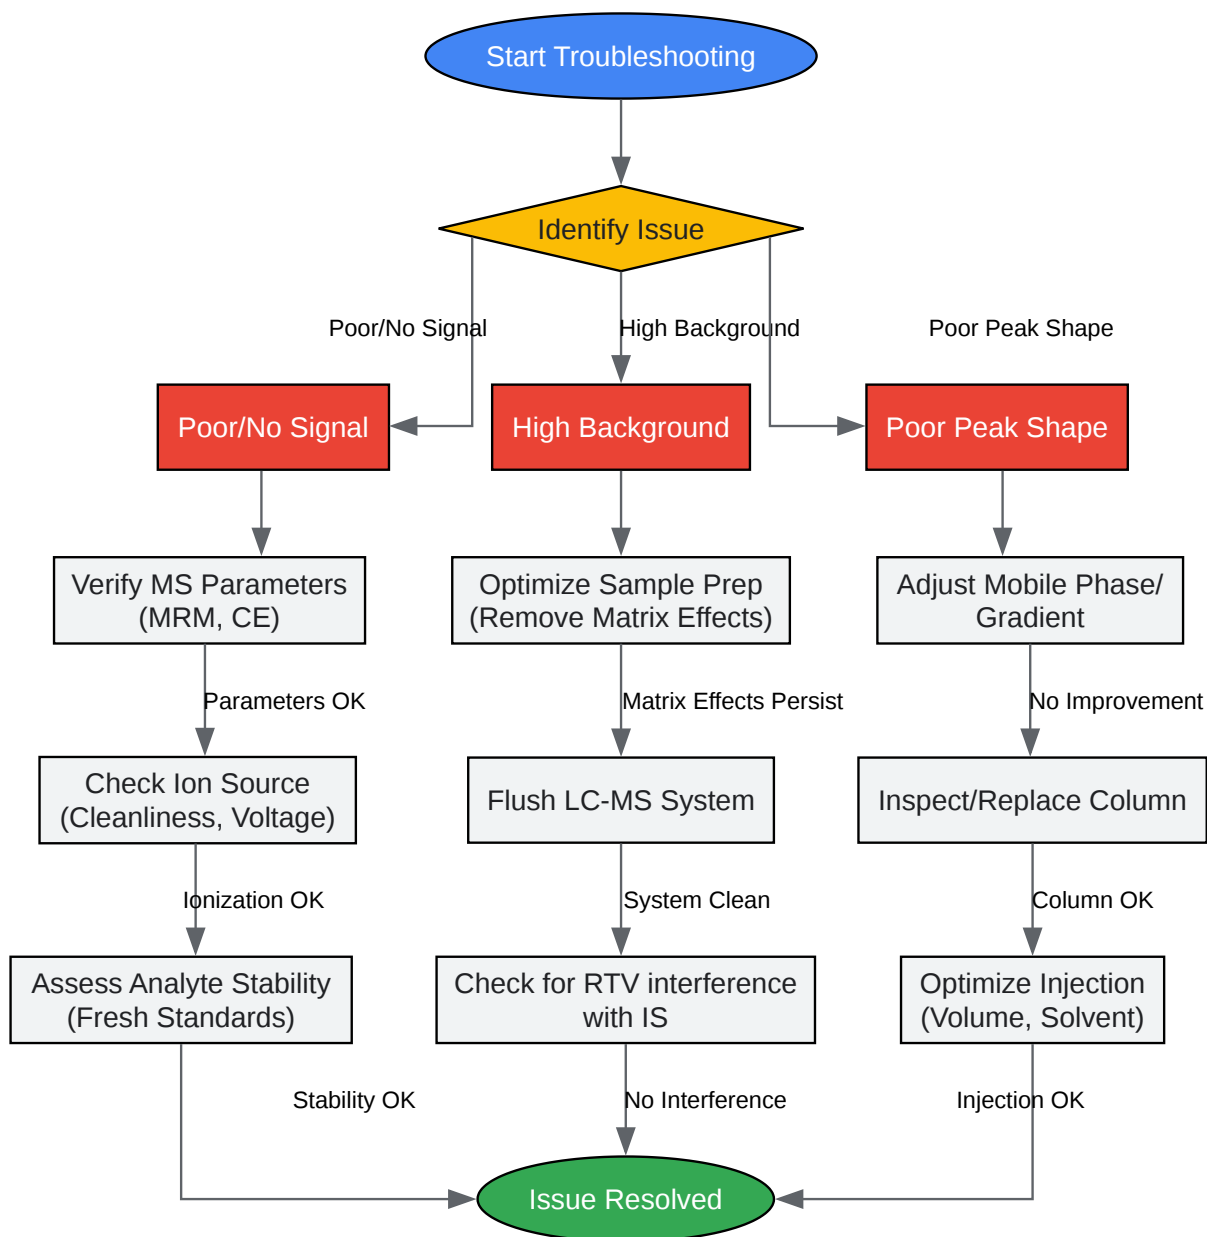 Start Troubleshooting
Identify Issue
Poor/No Signal
High Background
Poor Peak Shape
Poor/No Signal
High Background
Poor Peak Shape
Verify MS Parameters
(MRM, CE)
Optimize Sample Prep
(Remove Matrix Effects)
Adjust Mobile Phase/
Gradient
Parameters OK
Matrix Effects Persist
No Improvement
Check Ion Source
(Cleanliness, Voltage)
Flush LC-MS System
Inspect/Replace Column
Ionization OK
System Clean
Column OK
Assess Analyte Stability
(Fresh Standards)
Check for RTV interference
with IS
Optimize Injection
(Volume, Solvent)
Stability OK
No Interference
Injection OK
Issue Resolved